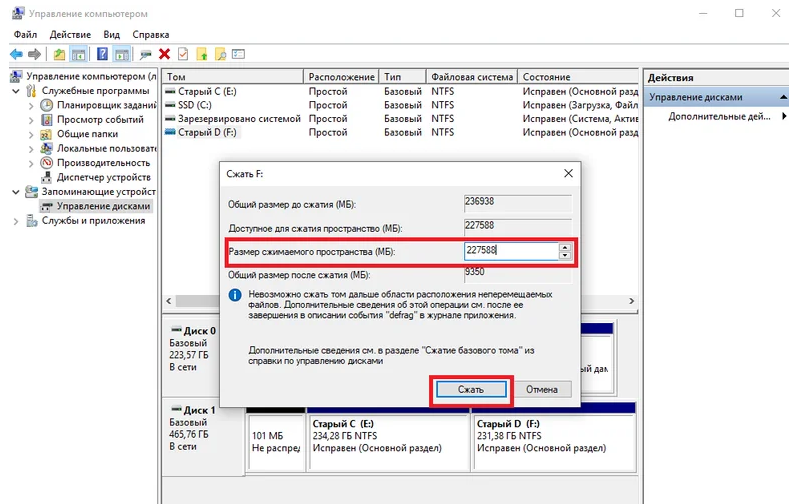 Управление компьютером
Файл Действие Вид Справка
Управление компьютером (л
Служебные программы
Планировщик заданий
Просмотр событий
Общие папки
Локальные пользоват
Производительность
Диспетчер устройств
Запоминающие устройст
Управление дисками
Службы и приложения
Том Расположение Тип Файловая система Состояние
Старый C (E:) Простой Базовый NTFS Исправен (Основной разд
SSD (C:) Простой Базовый NTFS Исправен (Загрузка, Файл
Зарезервировано системой Простой Базовый NTFS Исправен (Система, Актив
Старый D (F:) Простой Базовый NTFS Исправен (Основной разд
Действия
Управление дисками
Дополнительные дей...
Сжать F:
Общий размер до сжатия (МБ): 236938
Доступное для сжатия пространство (МБ): 227588
Размер сжимаемого пространства (МБ): 227588
Общий размер после сжатия (МБ): 9350
Невозможно сжать том дальше области расположения неперемещаемых
файлов. Дополнительные сведения об этой операции см. после ее
завершения в описании события "defrag" в журнале приложения.
Дополнительные сведения см. в разделе "Сжатие базового тома" из
справки по управлению дисками
Сжать Отмена
Диск 0
Базовый
223,57 ГБ
В сети
Диск 1
Базовый
465,76 ГБ
В сети
101 МБ
Не распред
Старый C (E:)
234,28 ГБ NTFS
Исправен (Основной раздел)
Старый D (F:)
231,38 ГБ NTFS
Исправен (Основной раздел)